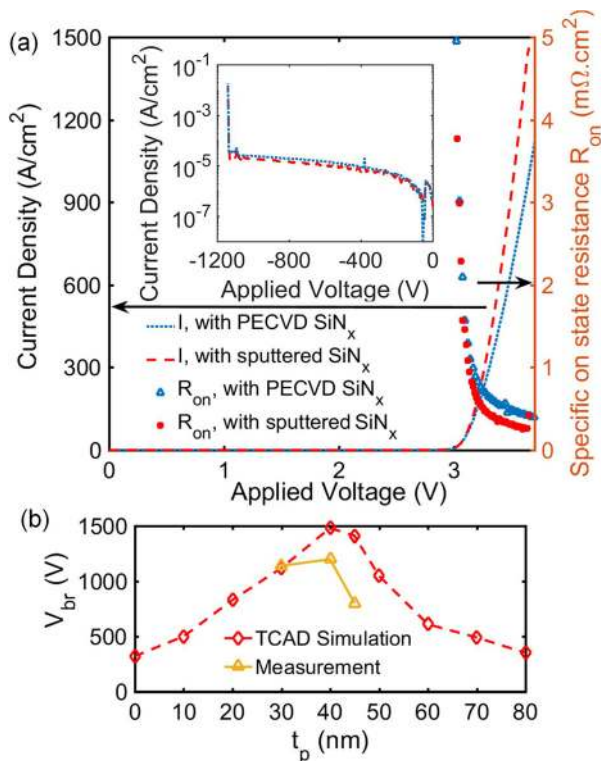 (a)
1500
1200
900
600
300
0
Current Density (A/cm²)
0
1
2
3
Applied Voltage (V)
5
4
3
2
1
0
Specific on state resistance Rₒₙ (mΩ.cm²)
10⁻¹
10⁻³
10⁻⁵
10⁻⁷
Current Density (A/cm²)
-1200
-800
-400
0
Applied Voltage (V)
I, with PECVD SiNₓ
I, with sputtered SiNₓ
Rₒₙ, with PECVD SiNₓ
Rₒₙ, with sputtered SiNₓ
(b)
1500
1000
500
0
V_br (V)
TCAD Simulation
Measurement
0 10 20 30 40 50 60 70 80
tₚ (nm)